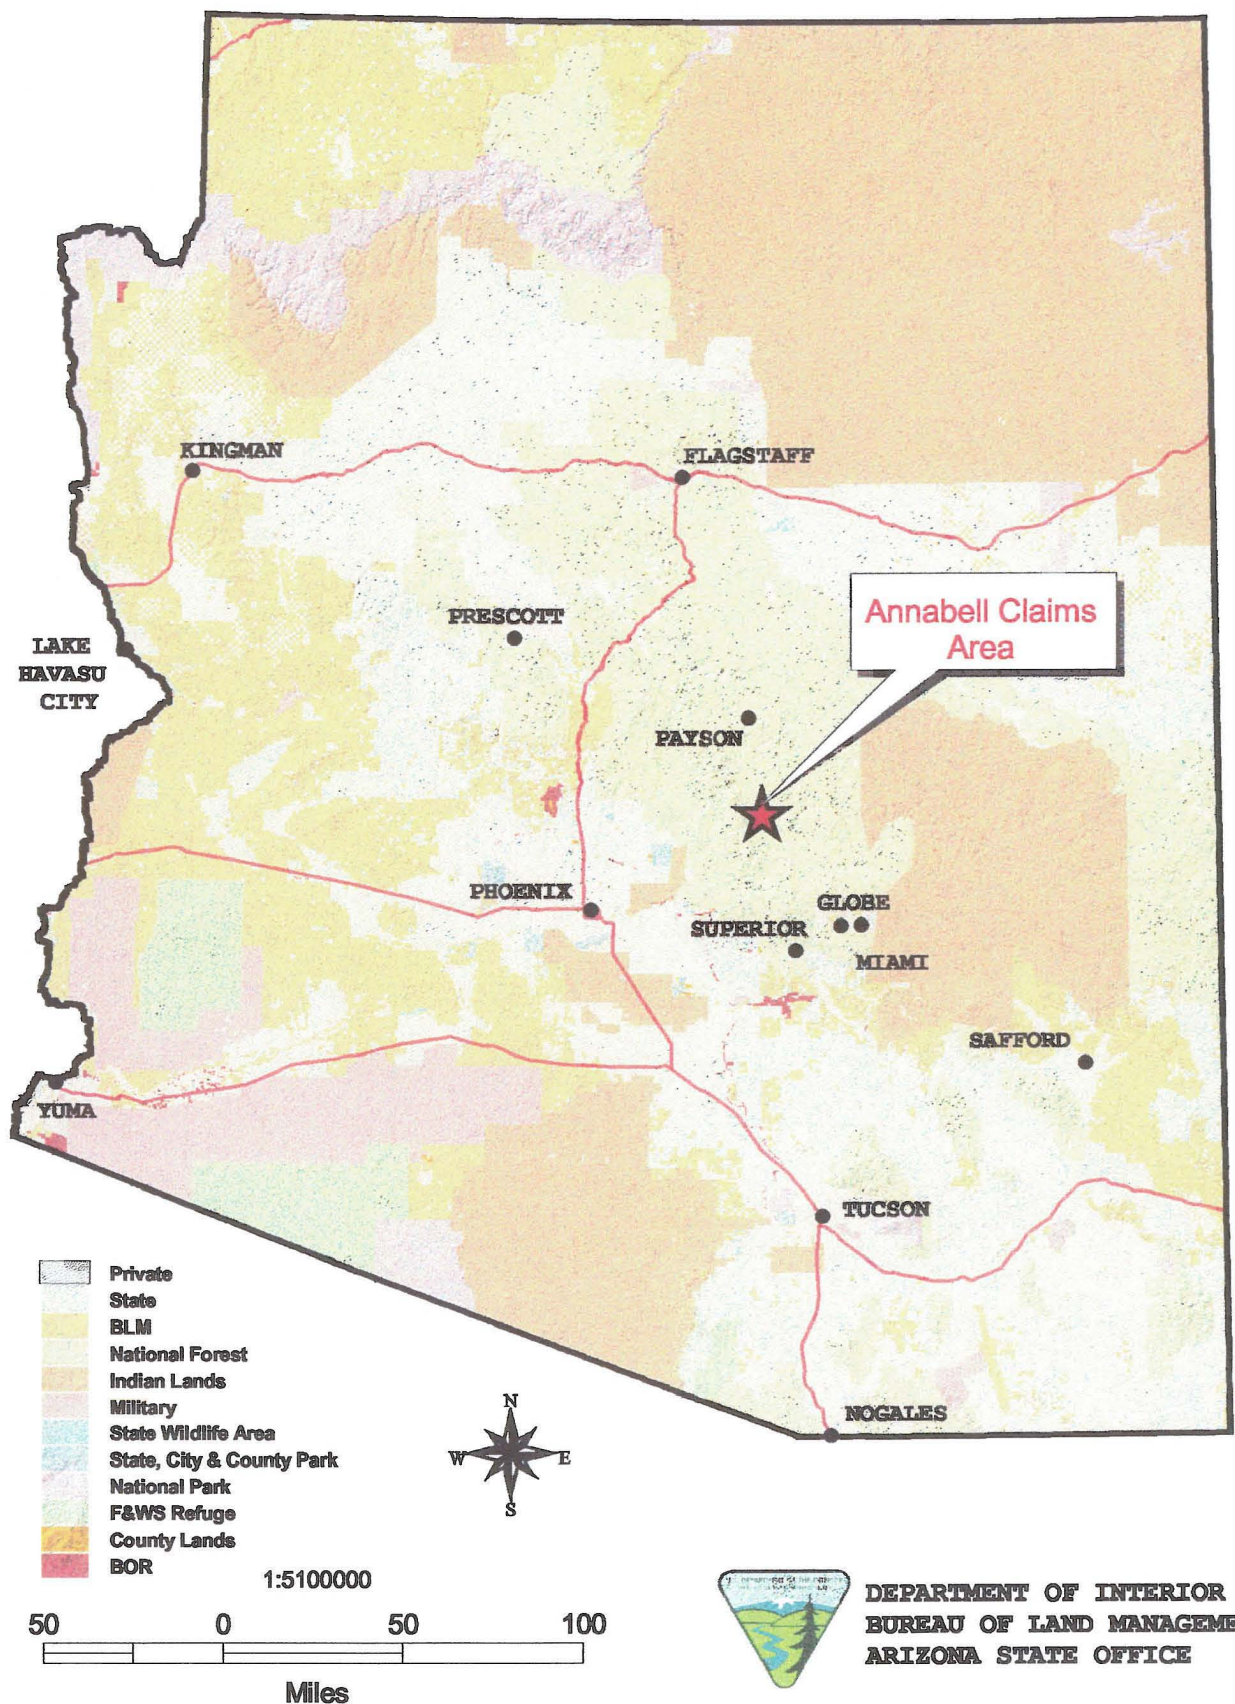 KINGMAN
FLAGSTAFF
PRESCOTT
Annabell Claims
Area
LAKE
HAVASU
CITY
PAYSON
PHOENIX
GLOBE
SUPERIOR
MIAMI
SAFFORD
YUMA
TUCSON
NOGALES
Private
State
BLM
National Forest
Indian Lands
Military
State Wildlife Area
State, City & County Park
National Park
F&WS Refuge
County Lands
BOR
N
W E
S
1:5100000
50 0 50 100
Miles
DEPARTMENT OF INTERIOR
BUREAU OF LAND MANAGEME
ARIZONA STATE OFFICE